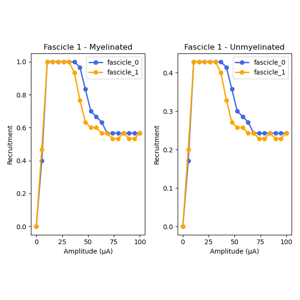 Fascicle 1 - Myelinated
Recruitment
1.0
0.8
0.6
0.4
0.2
0.0
fascicle_0
fascicle_1
0 25 50 75 100
Amplitude (μA)
Fascicle 1 - Unmyelinated
Recruitment
0.4
0.3
0.2
0.1
0.0
fascicle_0
fascicle_1
0 25 50 75 100
Amplitude (μA)